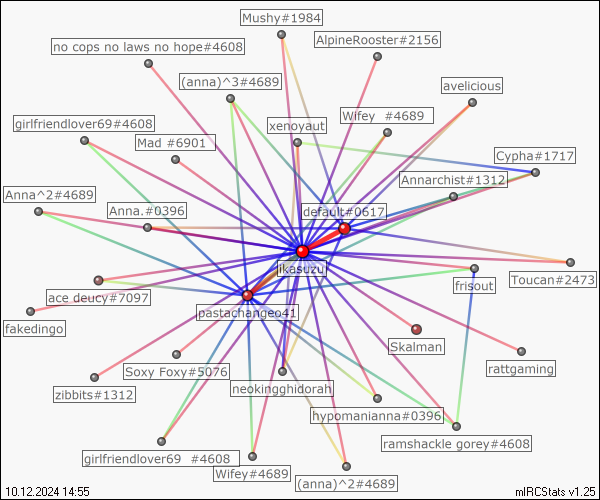 Mushy#1984
AlpineRooster#2156
no cops no laws no hope#4608
(anna)^3#4689
avelicious
girlfriendlover69#4608
xenoyaut
Wifey #4689
Mad #6901
Cypha#1717
Annarchist#1312
Anna^2#4689
Anna.#0396
default#0617
jikasuzuj
Toucan#2473
frisout
ace deucy#7097
pastachangeo41
fakedingo
Skalman
Soxy Foxy#5076
rattgaming
zibbits#1312
neokingghidorah
hypomanianna#0396
ramshackle gorey#4608
girlfriendlover69 #4608
Wifey#4689
(anna)^2#4689
10.12.2024 14:55
mIRCStats v1.25